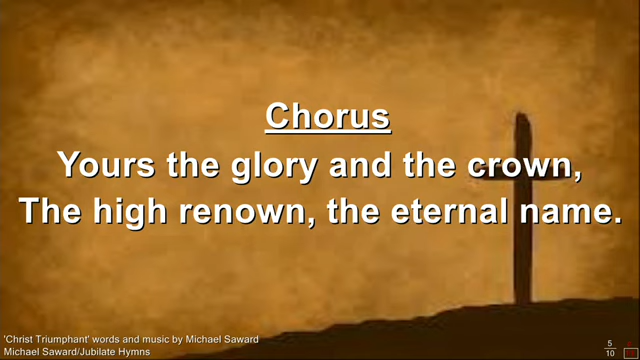 Chorus
Yours the glory and the crown,
The high renown, the eternal name.
'Christ Triumphant' words and music by Michael Saward
Michael Saward/Jubilate Hymns
5
10